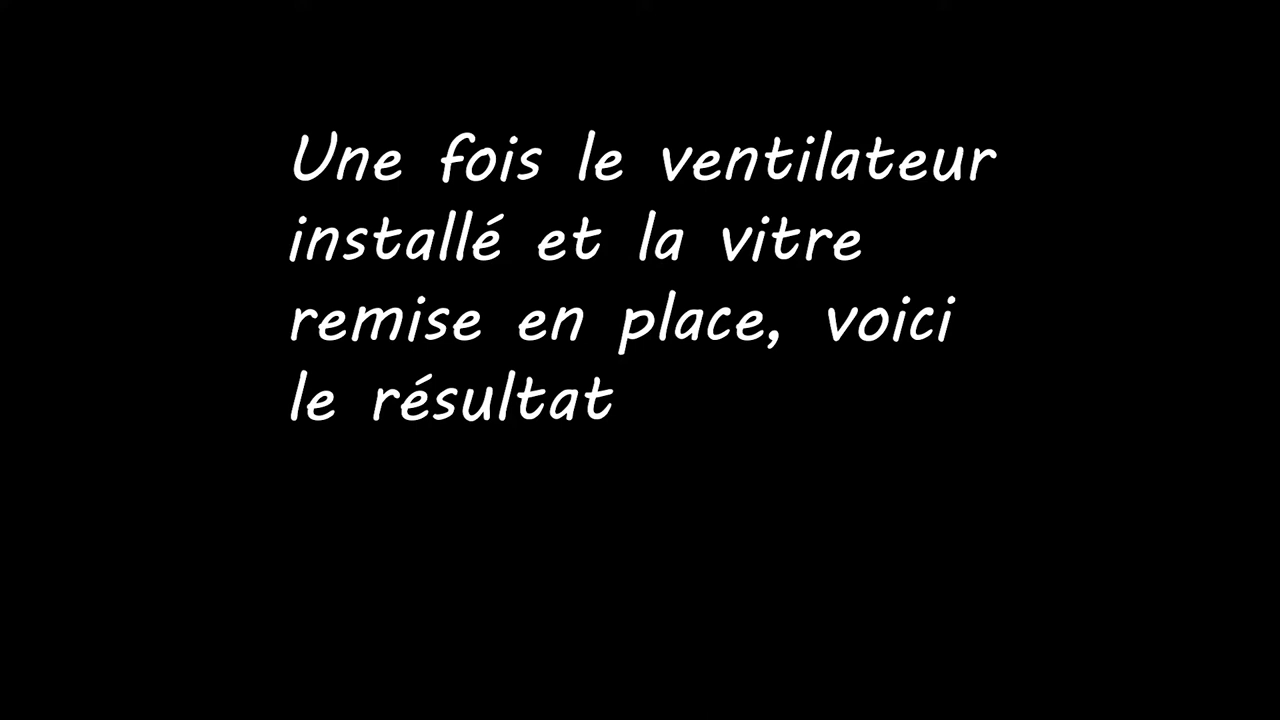 Une fois le ventilateur
installé et la vitre
remise en place, voici
le résultat